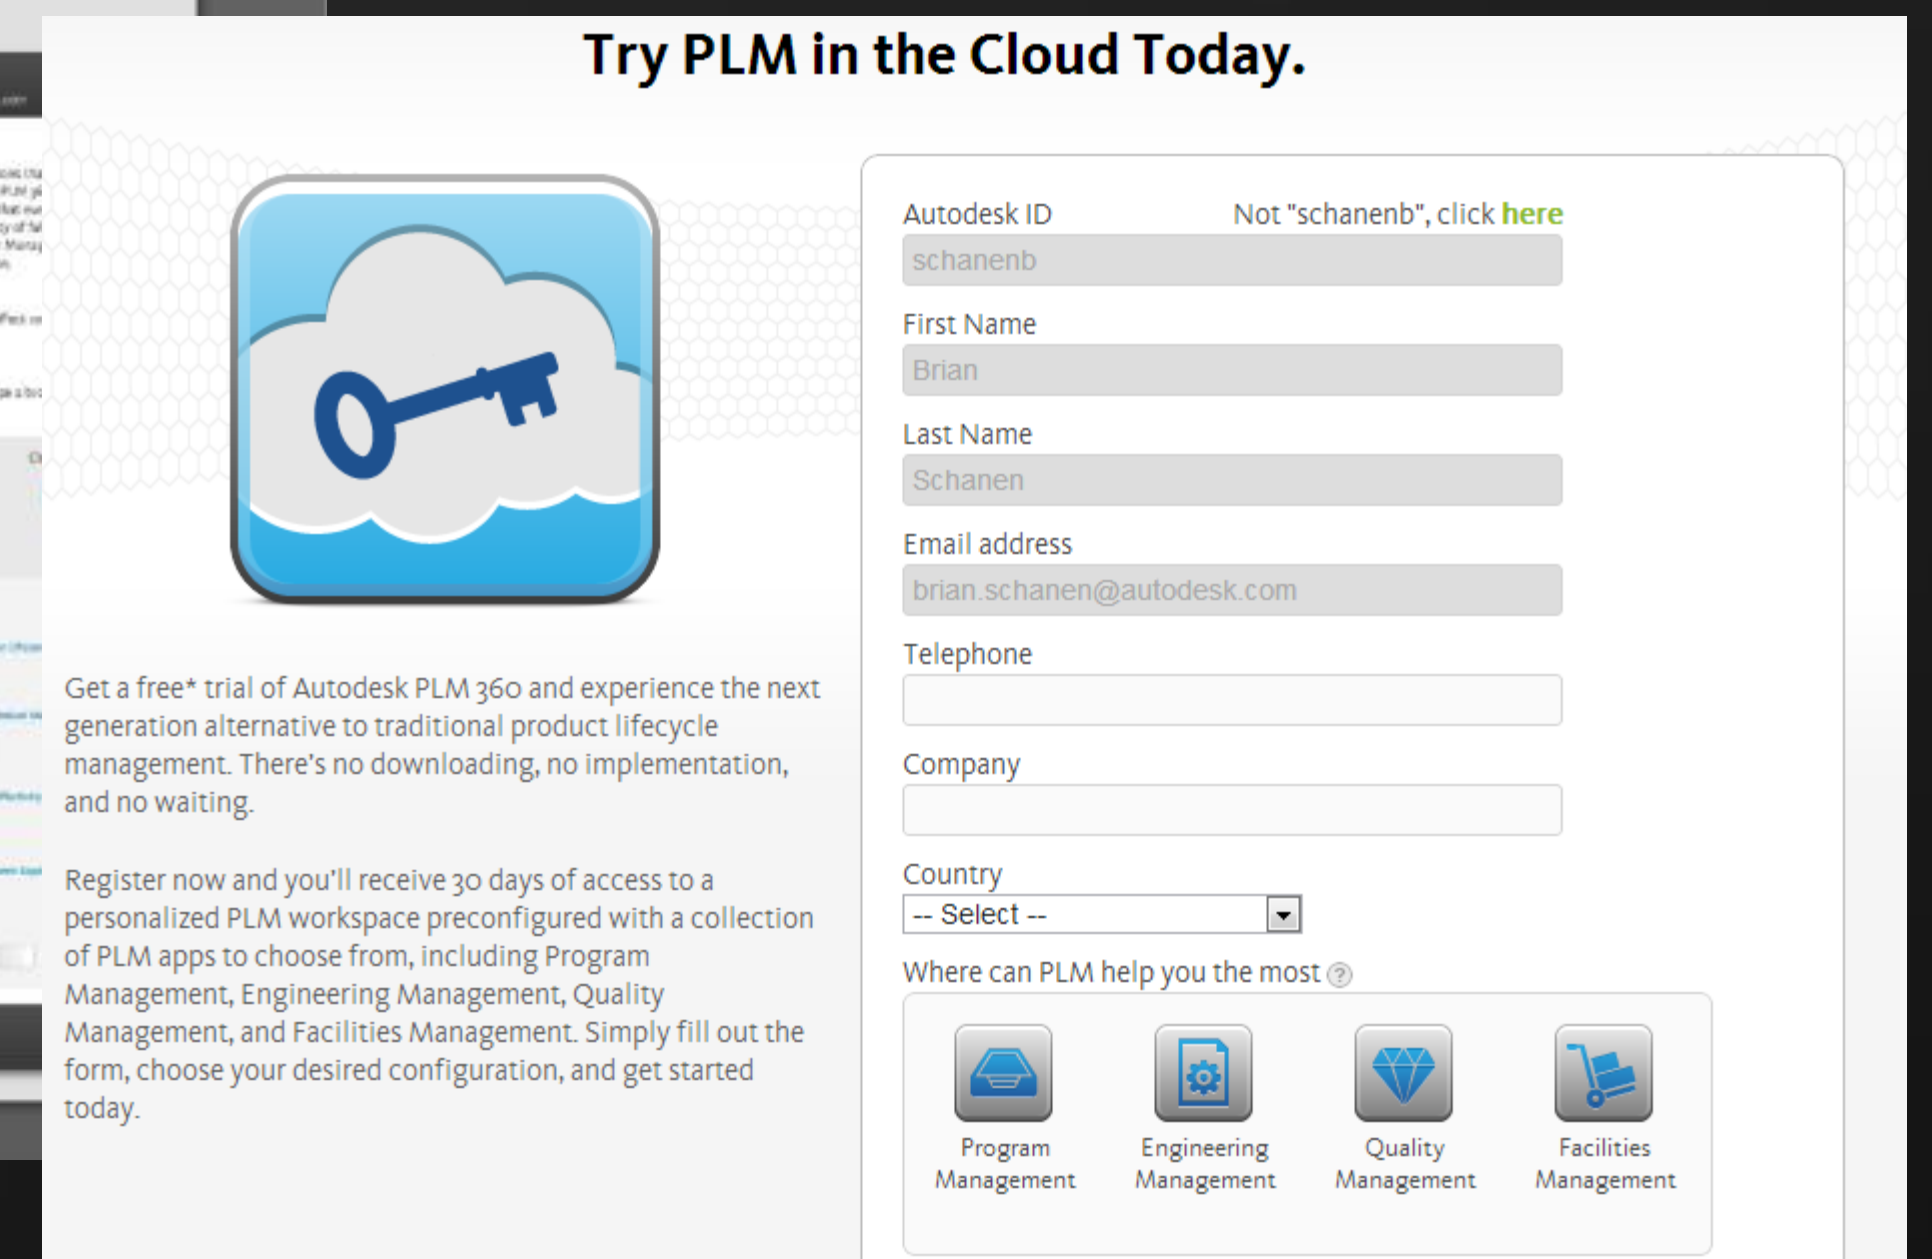 Try PLM in the Cloud Today.
Get a free* trial of Autodesk PLM 360 and experience the next
generation alternative to traditional product lifecycle
management. There's no downloading, no implementation,
and no waiting.
Register now and you'll receive 30 days of access to a
personalized PLM workspace preconfigured with a collection
of PLM apps to choose from, including Program
Management, Engineering Management, Quality
Management, and Facilities Management. Simply fill out the
form, choose your desired configuration, and get started
today.
Autodesk ID Not "schanenb", click here
schanenb
First Name
Brian
Last Name
Schanen
Email address
brian.schanen@autodesk.com
Telephone
Company
Country
-- Select --
Where can PLM help you the most ?
Program
Management
Engineering
Management
Quality
Management
Facilities
Management